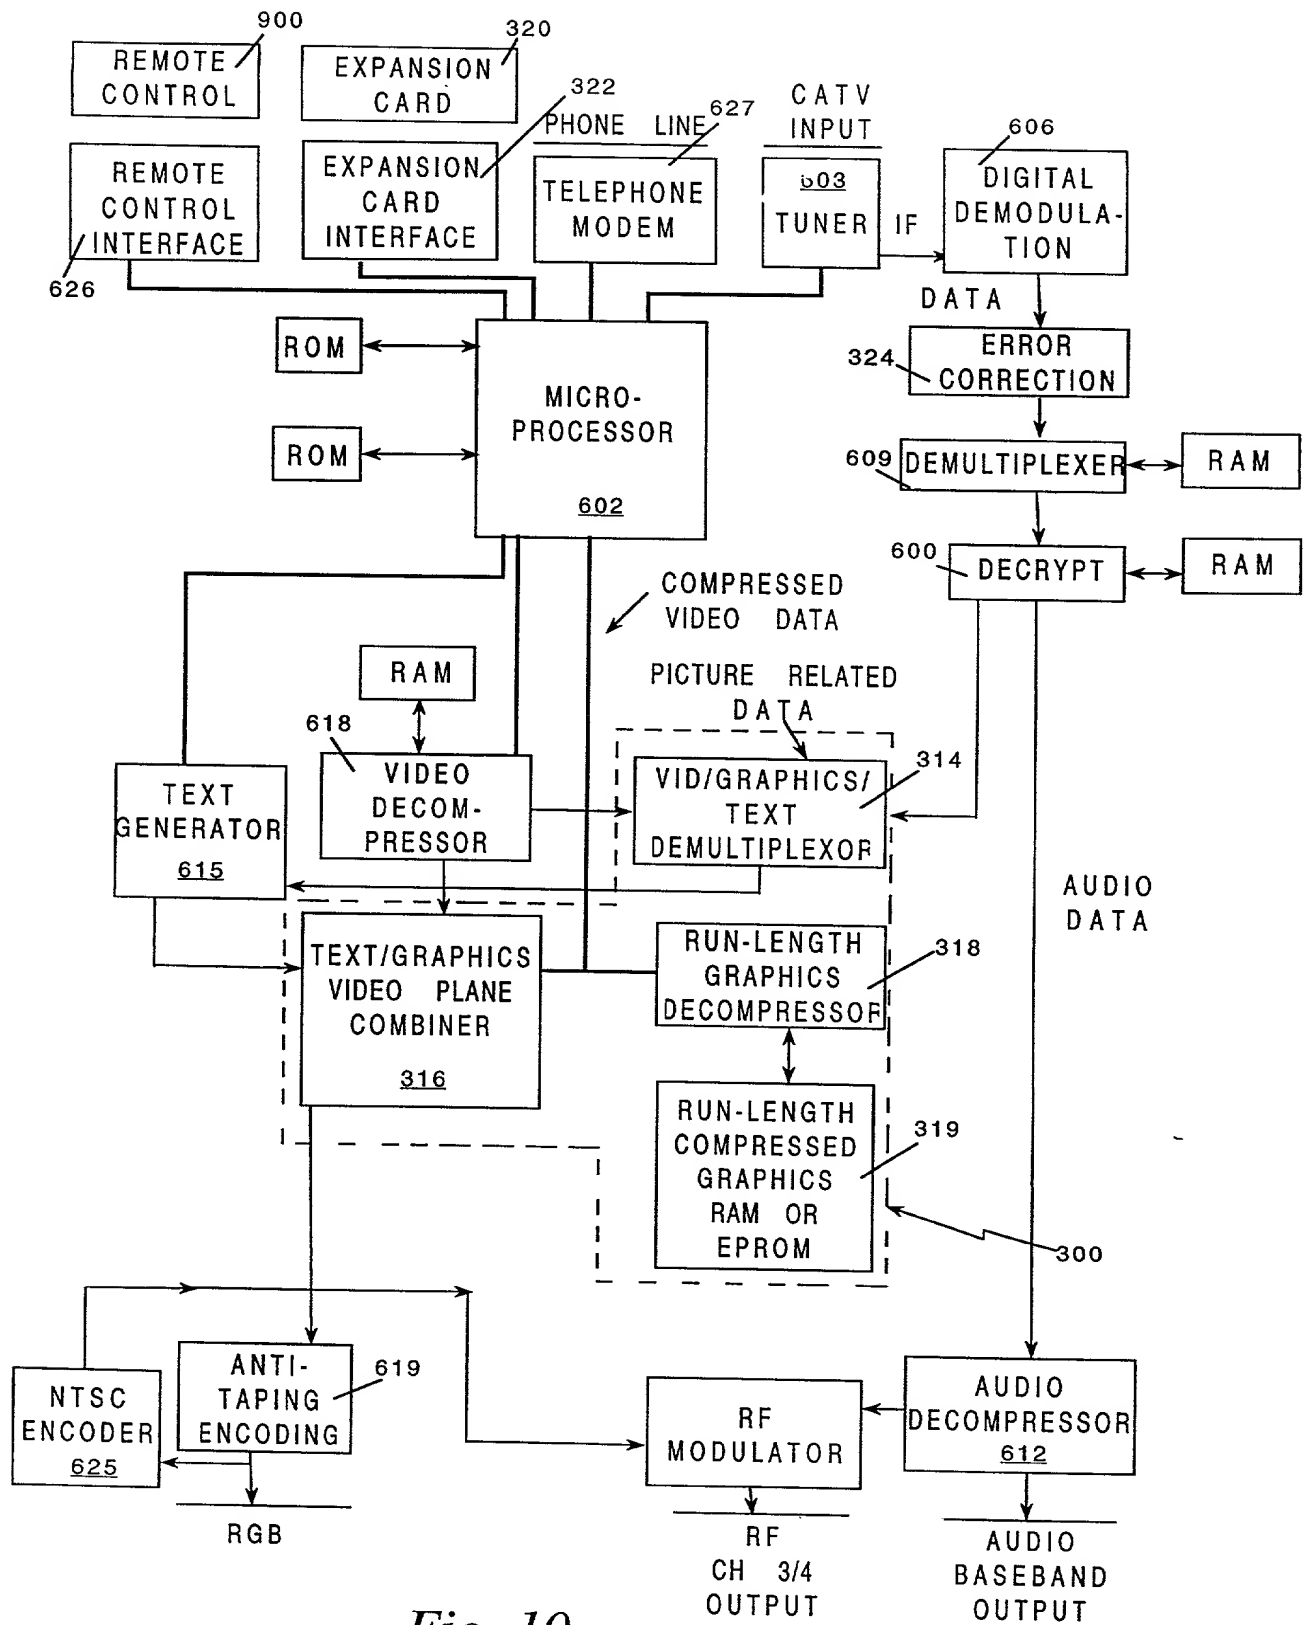 900
320
REMOTE
CONTROL
EXPANSION
CARD
322
PHONE LINE
627
CATV
INPUT
606
REMOTE
CONTROL
INTERFACE
626
EXPANSION
CARD
INTERFACE
TELEPHONE
MODEM
603
TUNER
IF
DIGITAL
DEMODULA-
TION
DATA
ROM
ROM
MICRO-
PROCESSOR
602
324
ERROR
CORRECTION
609
DEMULTIPLEXER
RAM
600
DECRYPT
RAM
COMPRESSED
VIDEO DATA
PICTURE RELATED
DATA
RAM
618
VIDEO
DECOM-
PRESSOR
314
VID/GRAPHICS/
TEXT
DEMULTIPLEXOR
TEXT
GENERATOR
615
AUDIO
DATA
TEXT/GRAPHICS
VIDEO PLANE
COMBINER
316
RUN-LENGTH
GRAPHICS
DECOMPRESSOR
318
RUN-LENGTH
COMPRESSED
GRAPHICS
RAM OR
EPROM
319
300
NTSC
ENCODER
625
ANTI-
TAPING
ENCODING
619
RF
MODULATOR
AUDIO
DECOMPRESSOR
612
RGB
RF
CH 3/4
OUTPUT
AUDIO
BASEBAND
OUTPUT
Fig.